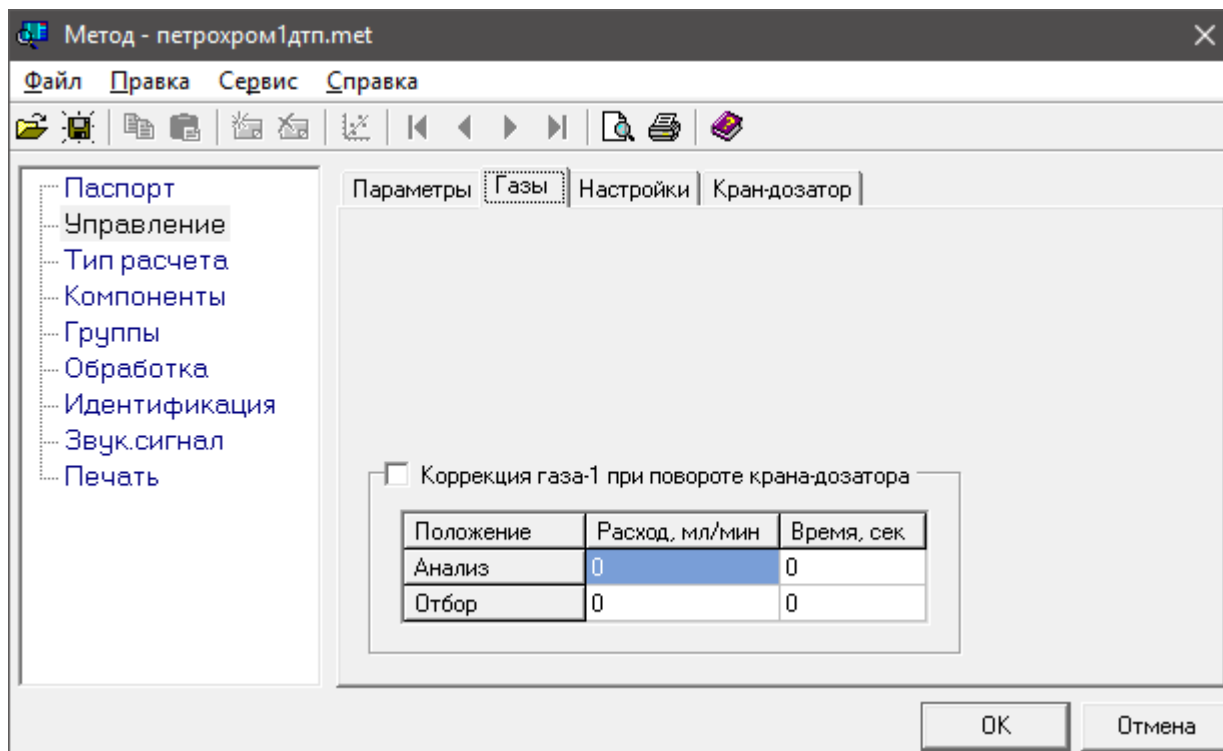 Метод - петрохром1дтп.met
Файл Правка Сервис Справка
Паспорт
Управление
Тип расчета
Компоненты
Группы
Обработка
Идентификация
Звук.сигнал
Печать
Параметры Газы Настройки Кран-дозатор
Коррекция газа-1 при повороте крана-дозатора
Положение Расход, мл/мин Время, сек
Анализ 0 0
Отбор 0 0
OK Отмена